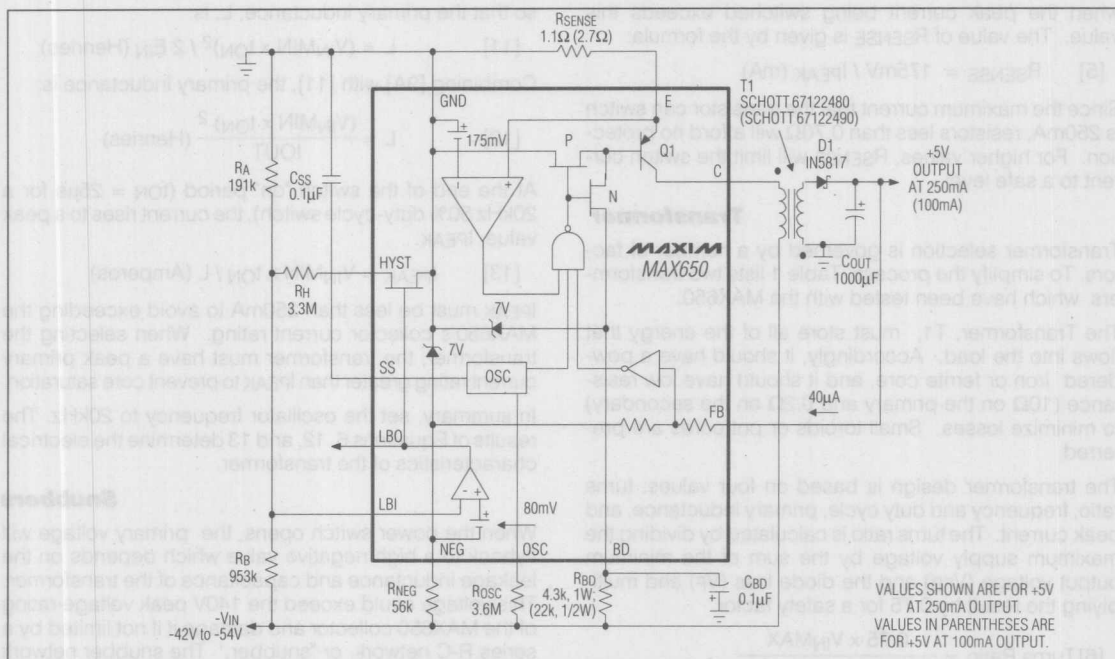 RSENSE
1.1Ω (2.7Ω)
GND
E
T1
SCHOTT 67122480
(SCHOTT 67122490)
175mV
P
Q1
C
D1
IN5817
+5V
OUTPUT
AT 250mA
(100mA)
RA
191k
CSS
0.1µF
N
MAXIM
MAX650
COUT
1000µF
HYST
RH
3.3M
7V
7V
SS
OSC
40µA
FB
LBO
LBI
- +
80mV
NEG
OSC
BD
RB
953k
RNEG
56k
ROSC
3.6M
RBD
4.3k, 1W;
(22k, 1/2W)
CBD
0.1µF
-VIN
-42V to -54V
VALUES SHOWN ARE FOR +5V
AT 250mA OUTPUT.
VALUES IN PARENTHESES ARE
FOR +5V AT 100mA OUTPUT.